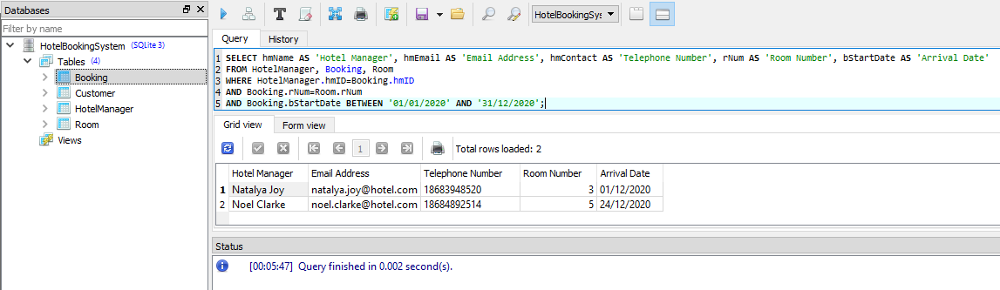 Databases
Filter by name
HotelBookingSystem (SQLite 3)
Tables (4)
Booking
Customer
HotelManager
Room
Views
HotelBookingSys
Query History
1 SELECT hmName AS 'Hotel Manager', hmEmail AS 'Email Address', hmContact AS 'Telephone Number', rNum AS 'Room Number', bStartDate AS 'Arrival Date'
2 FROM HotelManager, Booking, Room
3 WHERE HotelManager.hmID=Booking.hmID
4 AND Booking.rNum=Room.rNum
5 AND Booking.bStartDate BETWEEN '01/01/2020' AND '31/12/2020';
Grid view Form view
1 Total rows loaded: 2
Hotel Manager Email Address Telephone Number Room Number Arrival Date
1 Natalya Joy natalya.joy@hotel.com 18683948520 3 01/12/2020
2 Noel Clarke noel.clarke@hotel.com 18684892514 5 24/12/2020
Status
[00:05:47] Query finished in 0.002 second(s).